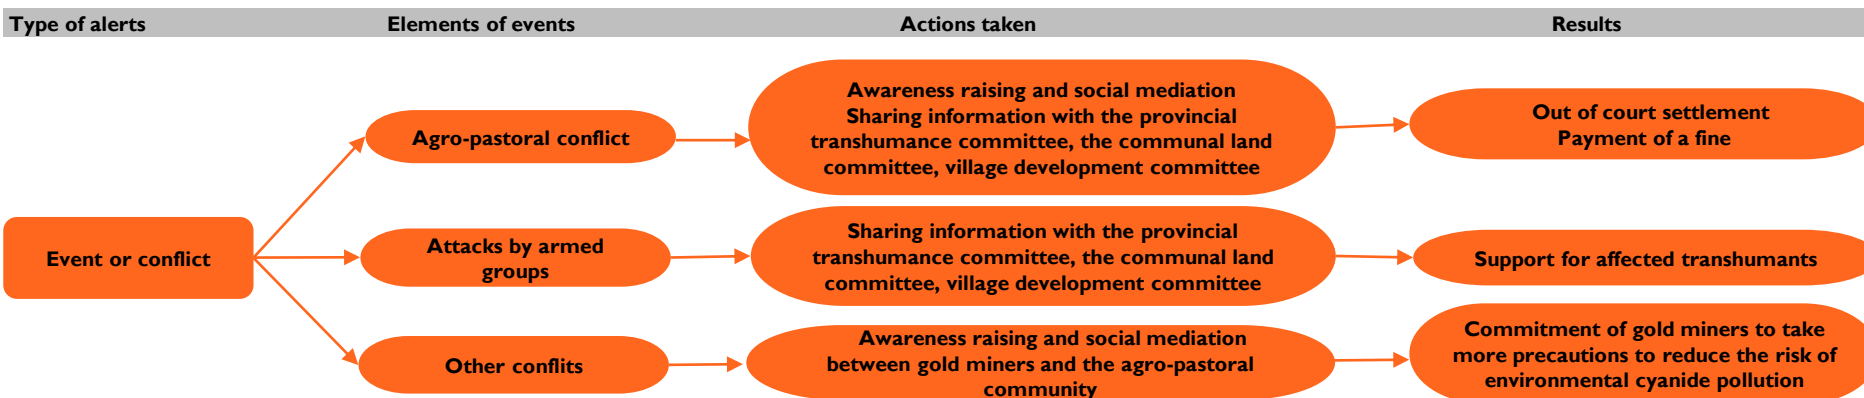 Type of alerts
Elements of events
Actions taken
Results
Event or conflict
Agro-pastoral conflict
Awareness raising and social mediation
Sharing information with the provincial
transhumance committee, the communal land
committee, village development committee
Out of court settlement
Payment of a fine
Attacks by armed
groups
Sharing information with the provincial
transhumance committee, the communal land
committee, village development committee
Support for affected transhumants
Other conflits
Awareness raising and social mediation
between gold miners and the agro-pastoral
community
Commitment of gold miners to take
more precautions to reduce the risk of
environmental cyanide pollution